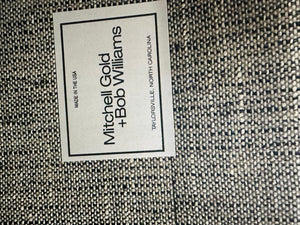 MADE IN THE USA
Mitchell Gold
+Bob Williams
TAYLORSVILLE, NORTH CAROLINA